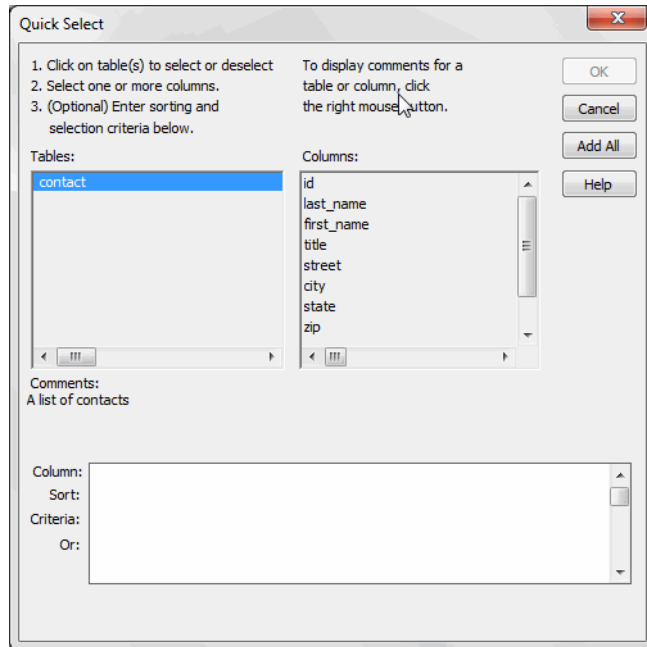 Quick Select
1. Click on table(s) to select or deselect
2. Select one or more columns.
3. (Optional) Enter sorting and
selection criteria below.
To display comments for a
table or column, click
the right mouse button.
OK
Cancel
Add All
Help
Tables:
contact
Columns:
id
last_name
first_name
title
street
city
state
zip
Comments:
A list of contacts
Column:
Sort:
Criteria:
Or: